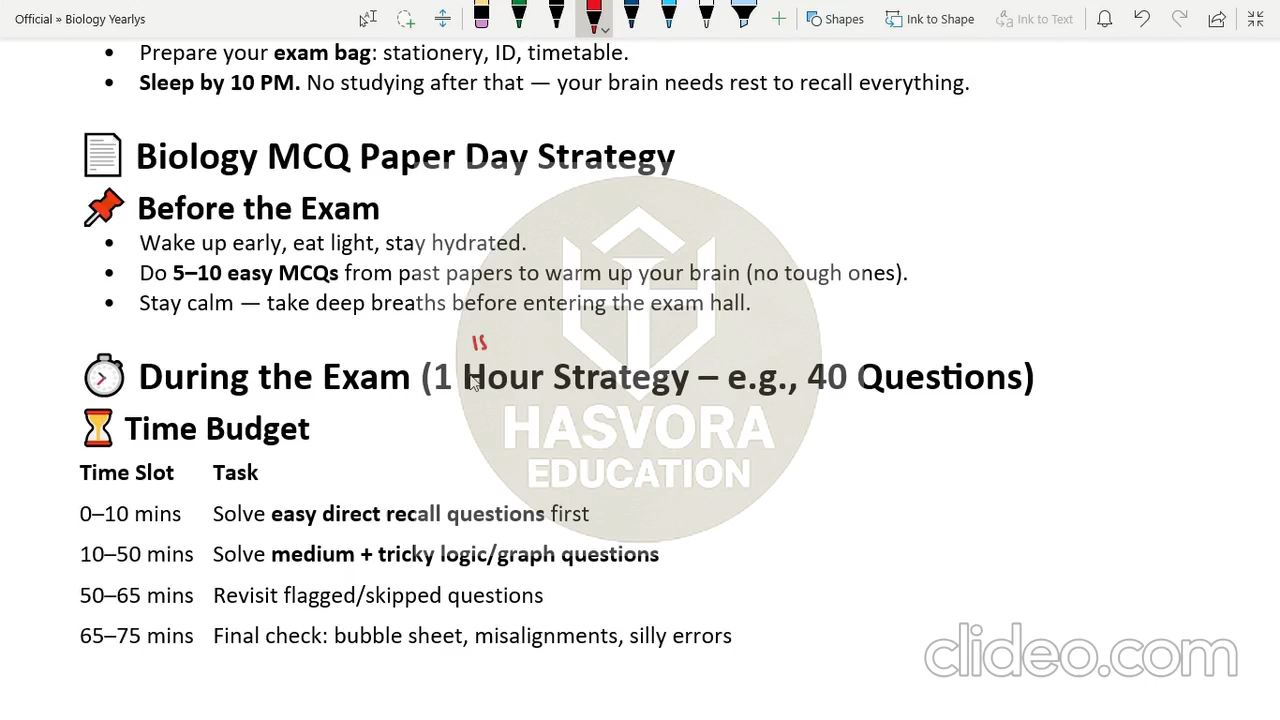 Official » Biology Yearlys
Shapes
Ink to Shape
Ink to Text
• Prepare your exam bag: stationery, ID, timetable.
• Sleep by 10 PM. No studying after that — your brain needs rest to recall everything.
Biology MCQ Paper Day Strategy
Before the Exam
• Wake up early, eat light, stay hydrated.
• Do 5–10 easy MCQs from past papers to warm up your brain (no tough ones).
• Stay calm — take deep breaths before entering the exam hall.
15
During the Exam (1 Hour Strategy – e.g., 40 Questions)
HASVORA
EDUCATION
Time Budget
Time Slot Task
0–10 mins Solve easy direct recall questions first
10–50 mins Solve medium + tricky logic/graph questions
50–65 mins Revisit flagged/skipped questions
65–75 mins Final check: bubble sheet, misalignments, silly errors
clideo.com